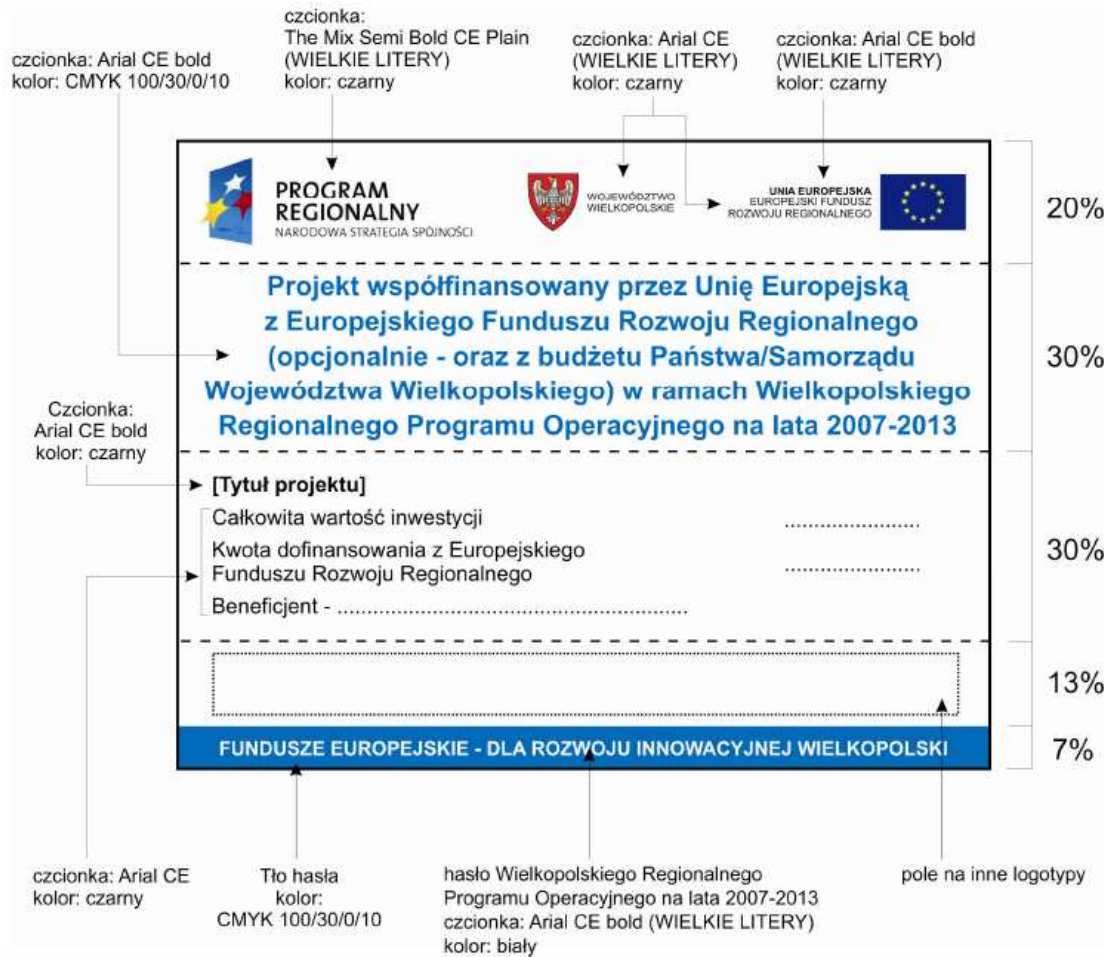 czcionka:
The Mix Semi Bold CE Plain
(WIELKIE LITERY)
kolor: czarny
czcionka: Arial CE
(WIELKIE LITERY)
kolor: czarny
czcionka: Arial CE bold
(WIELKIE LITERY)
kolor: czarny
czcionka: Arial CE bold
kolor: CMYK 100/30/0/10
PROGRAM
REGIONALNY
NARODOWA STRATEGIA SPÓJNOŚCI
WOJEWÓDZTWO
WIELKOPOLSKIE
UNIA EUROPEJSKA
EUROPEJSKI FUNDUSZ
ROZWOJU REGIONALNEGO
20%
Projekt współfinansowany przez Unię Europejską
z Europejskiego Funduszu Rozwoju Regionalnego
(opcjonalnie - oraz z budżetu Państwa/Samorządu
Województwa Wielkopolskiego) w ramach Wielkopolskiego
Regionalnego Programu Operacyjnego na lata 2007-2013
30%
Czcionka:
Arial CE bold
kolor: czarny
[Tytuł projektu]
Całkowita wartość inwestycji ......................
Kwota dofinansowania z Europejskiego
Funduszu Rozwoju Regionalnego ......................
Beneficjent - ..........................................................
30%
13%
FUNDUSZE EUROPEJSKIE - DLA ROZWOJU INNOWACYJNEJ WIELKOPOLSKI
7%
czcionka: Arial CE
kolor: czarny
Tło hasła
kolor:
CMYK 100/30/0/10
hasło Wielkopolskiego Regionalnego
Programu Operacyjnego na lata 2007-2013
czcionka: Arial CE bold (WIELKIE LITERY)
kolor: biały
pole na inne logotypy